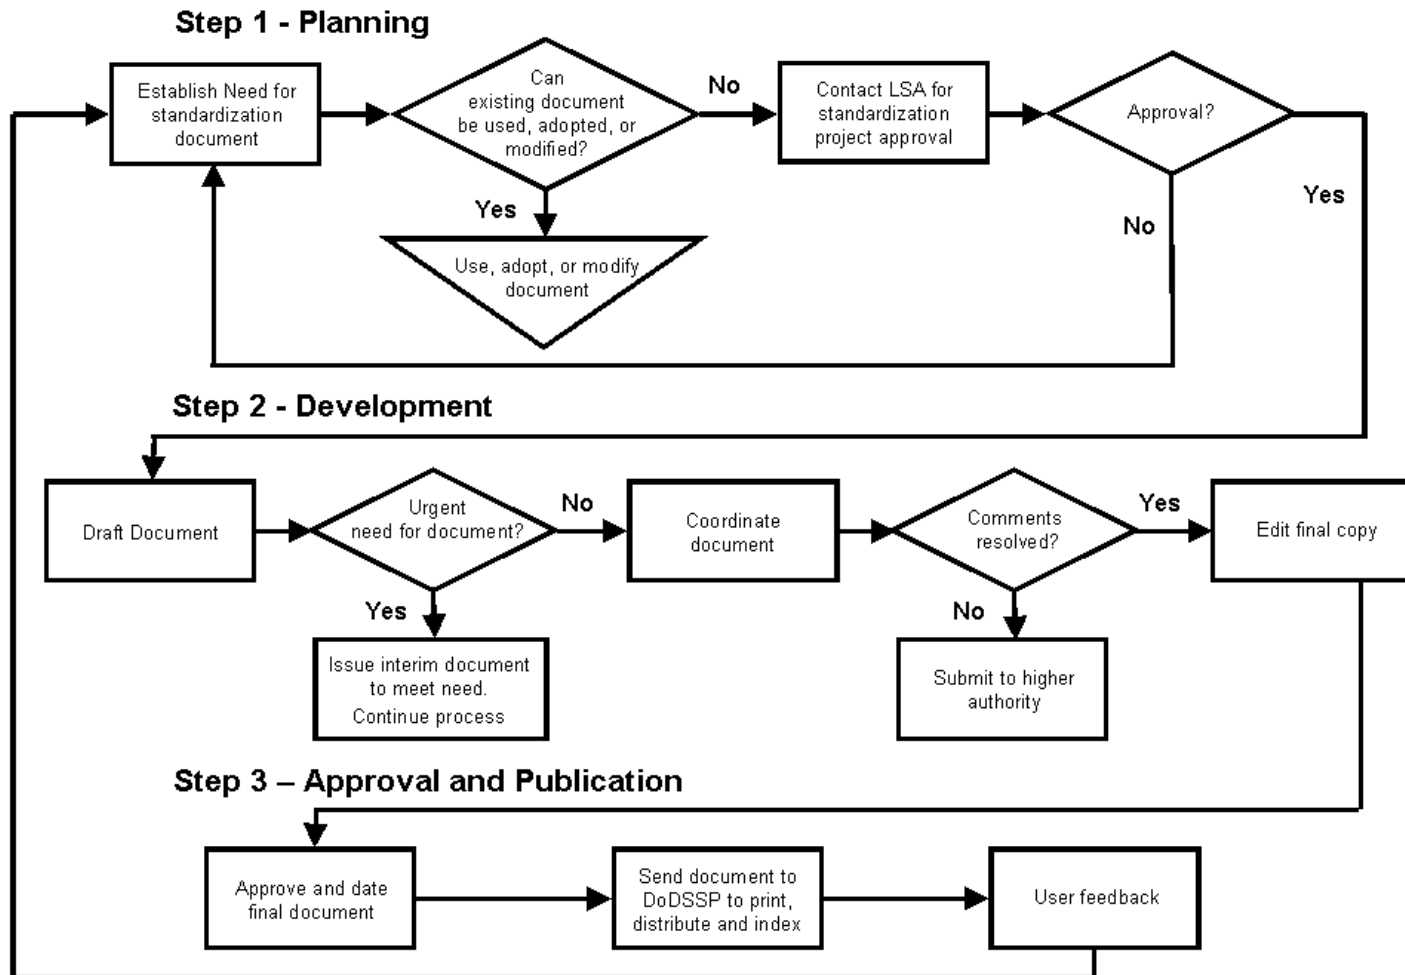 Step 1 - Planning
Establish Need for
standardization
document
Can
existing document
be used, adopted, or
modified?
No
Contact LSA for
standardization
project approval
Approval?
Yes
No
Yes
Use, adopt, or modify
document
Step 2 - Development
Draft Document
Urgent
need for document?
No
Coordinate
document
Comments
resolved?
Yes
Edit final copy
Yes
Issue interim document
to meet need.
Continue process
No
Submit to higher
authority
Step 3 – Approval and Publication
Approve and date
final document
Send document to
DoDSSP to print,
distribute and index
User feedback